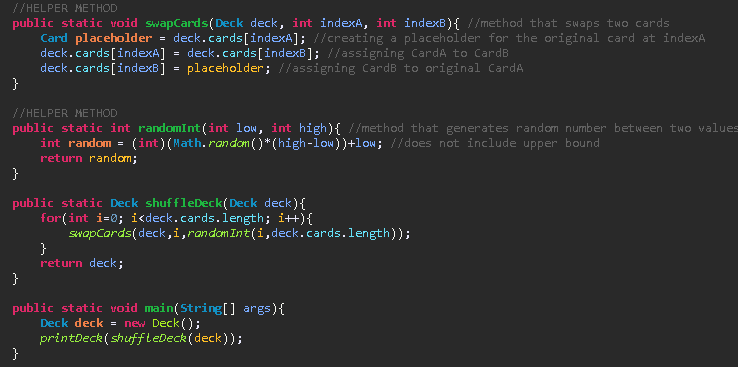 //HELPER METHOD
public static void swapCards(Deck deck, int indexA, int indexB){ //method that swaps two cards
    Card placeholder = deck.cards[indexA]; //creating a placeholder for the original card at indexA
    deck.cards[indexA] = deck.cards[indexB]; //assigning CardA to CardB
    deck.cards[indexB] = placeholder; //assigning CardB to original CardA
}
//HELPER METHOD
public static int randomInt(int low, int high){ //method that generates random number between two values
    int random = (int)(Math.random()*(high-low))+low; //does not include upper bound
    return random;
}
public static Deck shuffleDeck(Deck deck){
    for(int i=0; i<deck.cards.length; i++){
        swapCards(deck,i,randomInt(i,deck.cards.length));
    }
    return deck;
}
public static void main(String[] args){
    Deck deck = new Deck();
    printDeck(shuffleDeck(deck));
}